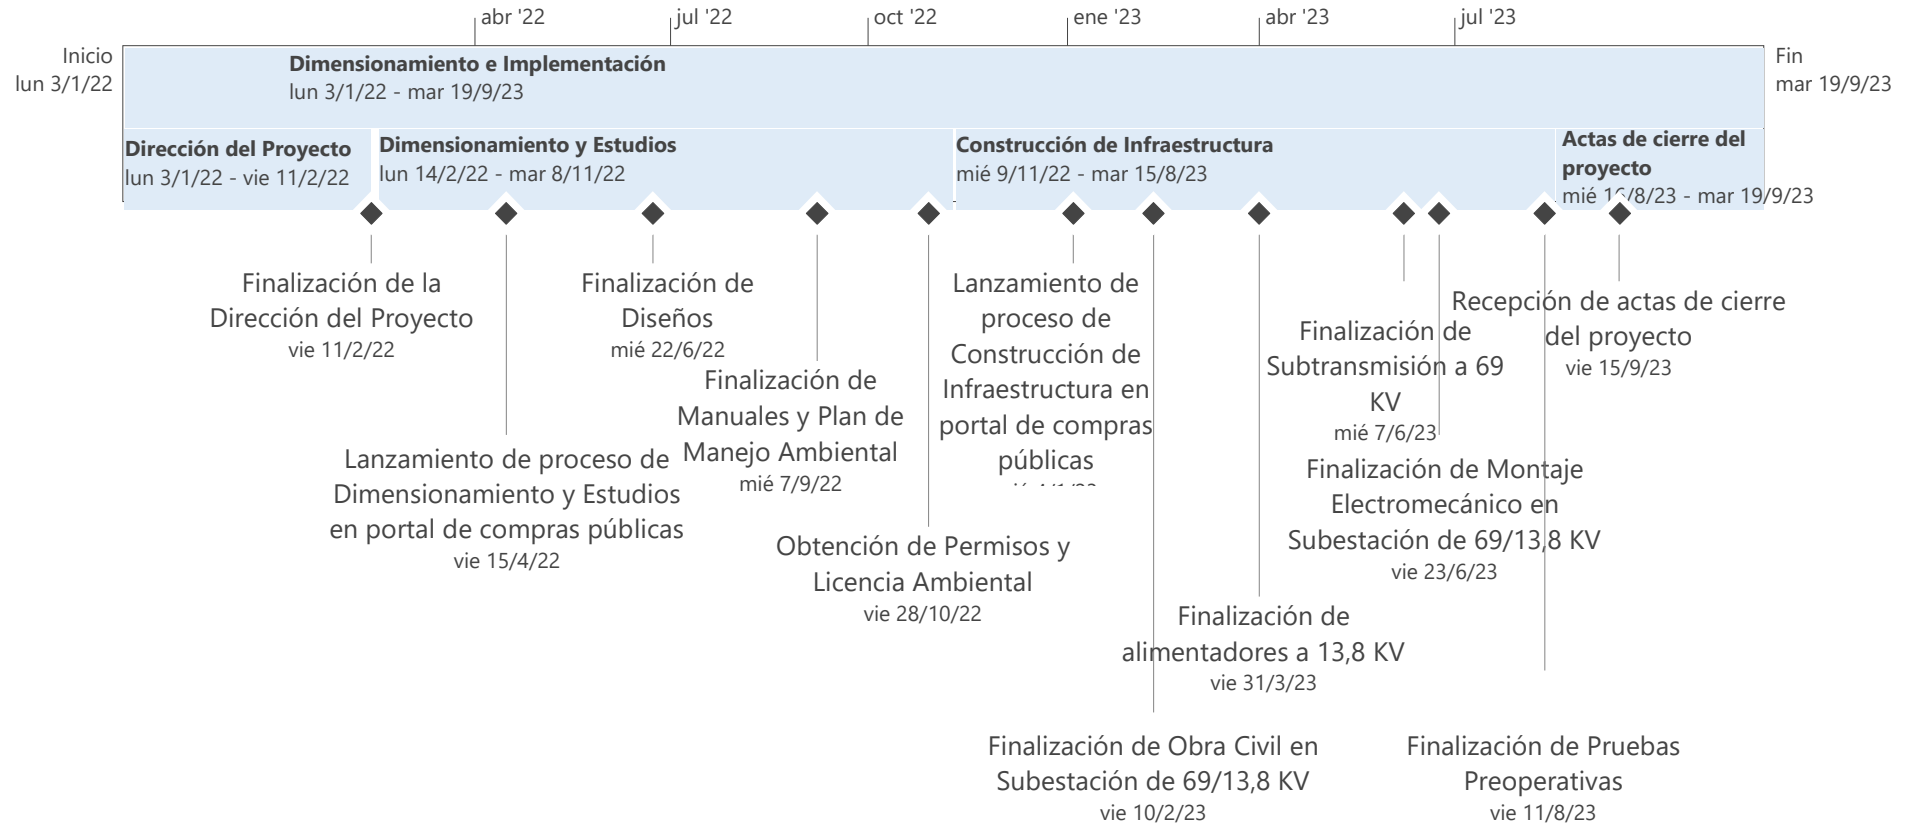 abr '22
jul '22
oct '22
ene '23
abr '23
jul '23
Inicio
lun 3/1/22
Fin
mar 19/9/23
Dimensionamiento e Implementación
lun 3/1/22 - mar 19/9/23
Dirección del Proyecto
lun 3/1/22 - vie 11/2/22
Dimensionamiento y Estudios
lun 14/2/22 - mar 8/11/22
Construcción de Infraestructura
mié 9/11/22 - mar 15/8/23
Actas de cierre del
proyecto
mié 16/8/23 - mar 19/9/23
Finalización de la
Dirección del Proyecto
vie 11/2/22
Lanzamiento de proceso de
Dimensionamiento y Estudios
en portal de compras públicas
vie 15/4/22
Finalización de
Diseños
mié 22/6/22
Finalización de
Manuales y Plan de
Manejo Ambiental
mié 7/9/22
Obtención de Permisos y
Licencia Ambiental
vie 28/10/22
Lanzamiento de
proceso de
Construcción de
Infraestructura en
portal de compras
públicas
Finalización de Obra Civil en
Subestación de 69/13,8 KV
vie 10/2/23
Finalización de
alimentadores a 13,8 KV
vie 31/3/23
Finalización de
Subtransmisión a 69
KV
mié 7/6/23
Finalización de Montaje
Electromecánico en
Subestación de 69/13,8 KV
vie 23/6/23
Finalización de Pruebas
Preoperativas
vie 11/8/23
Recepción de actas de cierre
del proyecto
vie 15/9/23